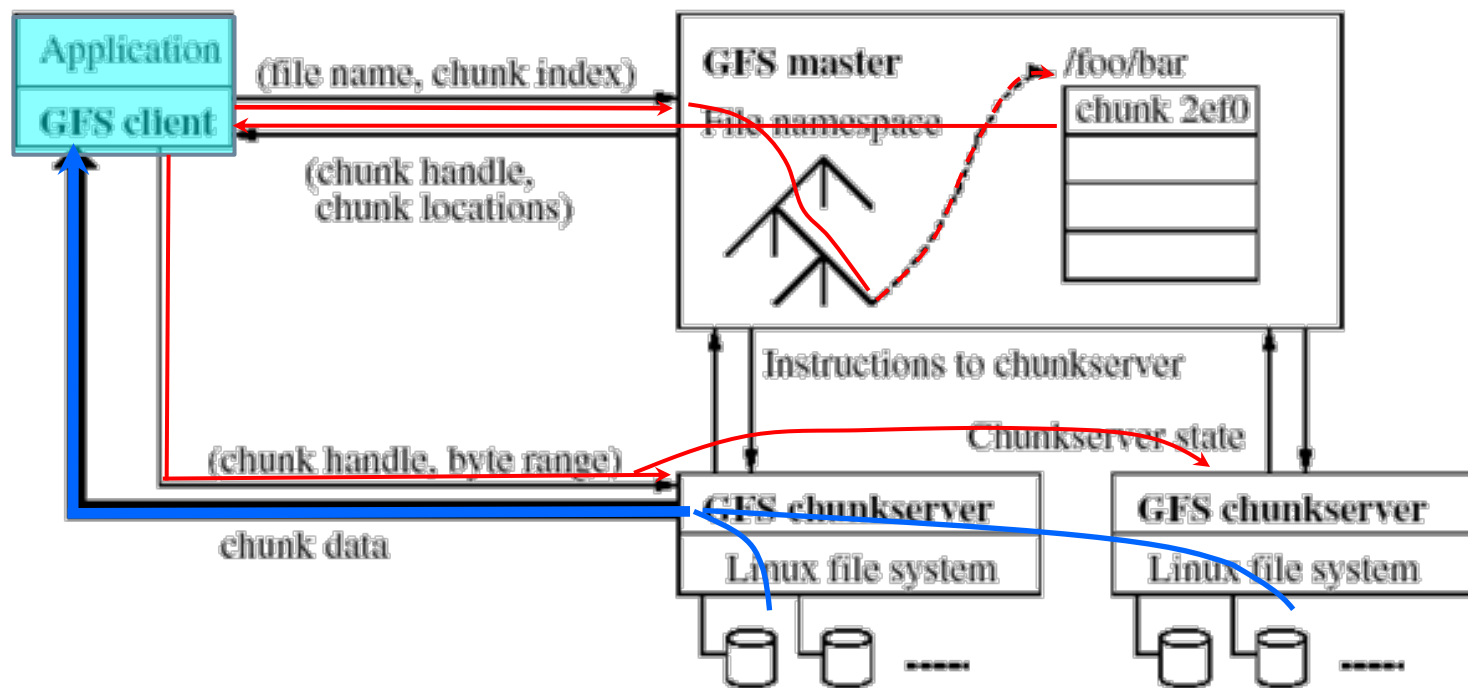 Application
GFS client
(file name, chunk index)
(chunk handle,
chunk locations)
GFS master
File namespace
/foo/bar
chunk 2ef0
Instructions to chunkserver
Chunkserver state
(chunk handle, byte range)
chunk data
GFS chunkserver
Linux file system
GFS chunkserver
Linux file system